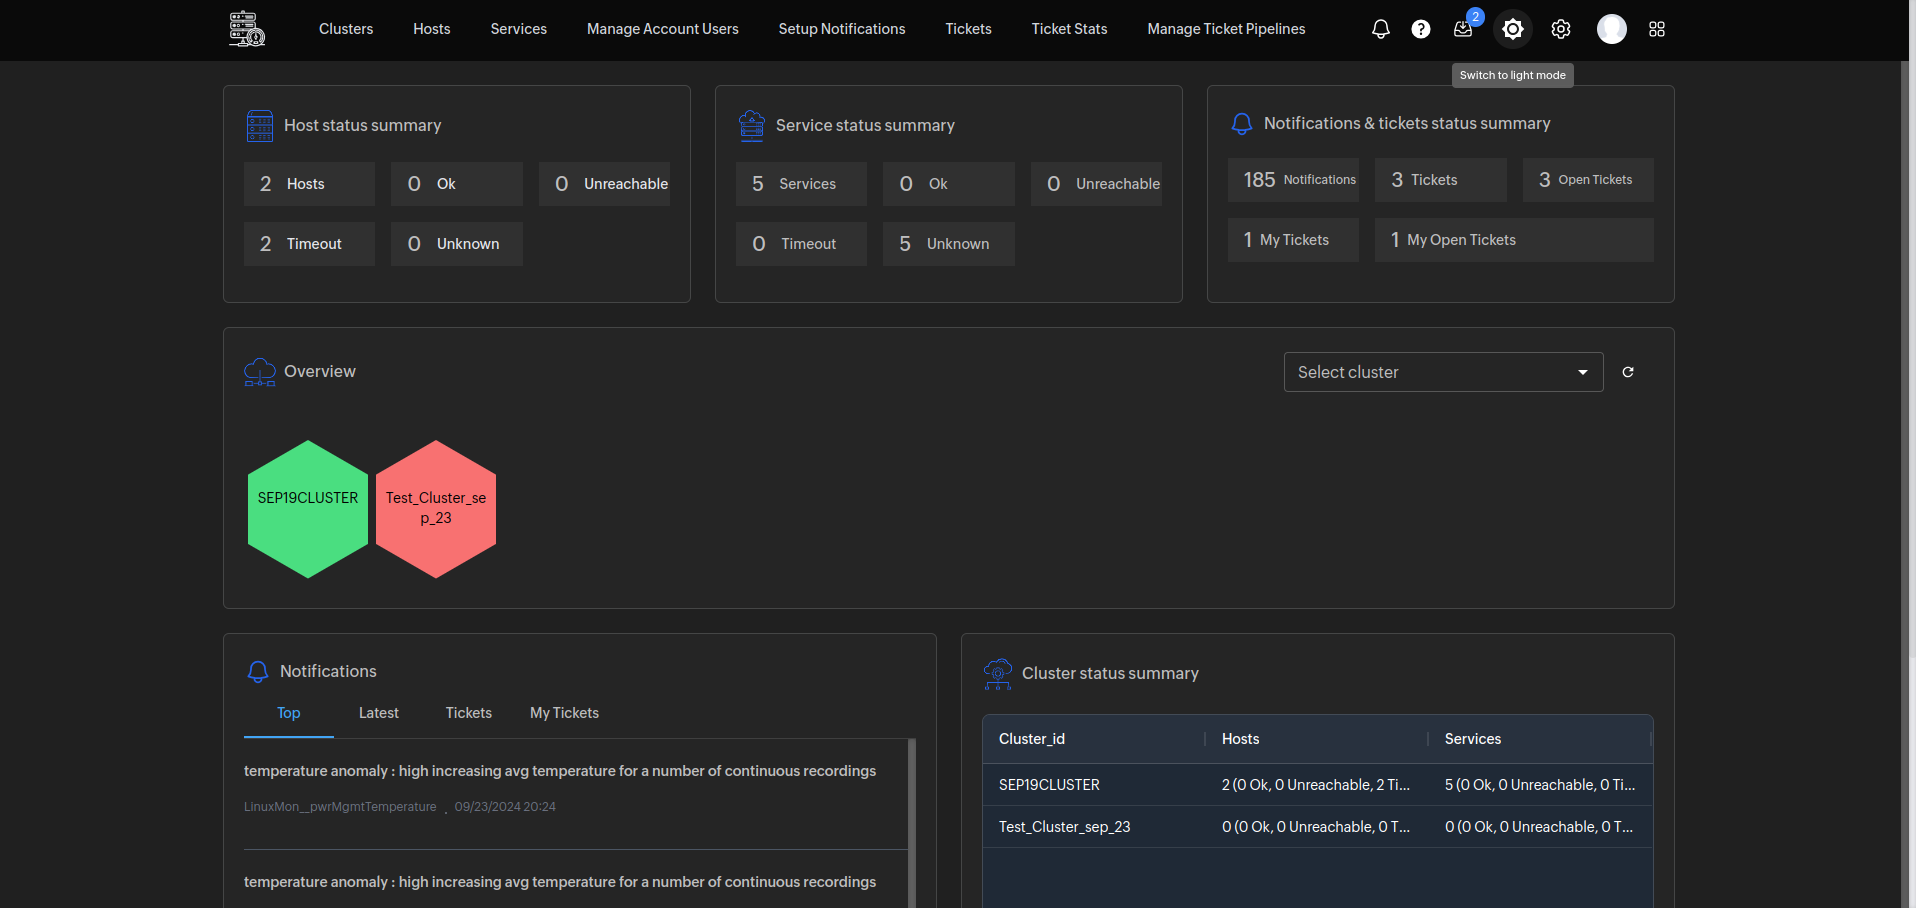 Clusters Hosts Services Manage Account Users Setup Notifications Tickets Ticket Stats Manage Ticket Pipelines ? 2
Switch to light mode
Host status summary
2 Hosts 0 Ok 0 Unreachable
2 Timeout 0 Unknown
Service status summary
5 Services 0 Ok 0 Unreachable
0 Timeout 5 Unknown
Notifications & tickets status summary
185 Notifications 3 Tickets 3 Open Tickets
1 My Tickets 1 My Open Tickets
Overview Select cluster
SEP19CLUSTER
Test_Cluster_se
p_23
Notifications
Top Latest Tickets My Tickets
temperature anomaly : high increasing avg temperature for a number of continuous recordings
LinuxMon__pwrMgmtTemperature . 09/23/2024 20:24
temperature anomaly : high increasing avg temperature for a number of continuous recordings
Cluster status summary
Cluster_id Hosts Services
SEP19CLUSTER 2 (0 Ok, 0 Unreachable, 2 Ti... 5 (0 Ok, 0 Unreachable, 0 Ti...
Test_Cluster_sep_23 0 (0 Ok, 0 Unreachable, 0 T... 0 (0 Ok, 0 Unreachable, 0 T...